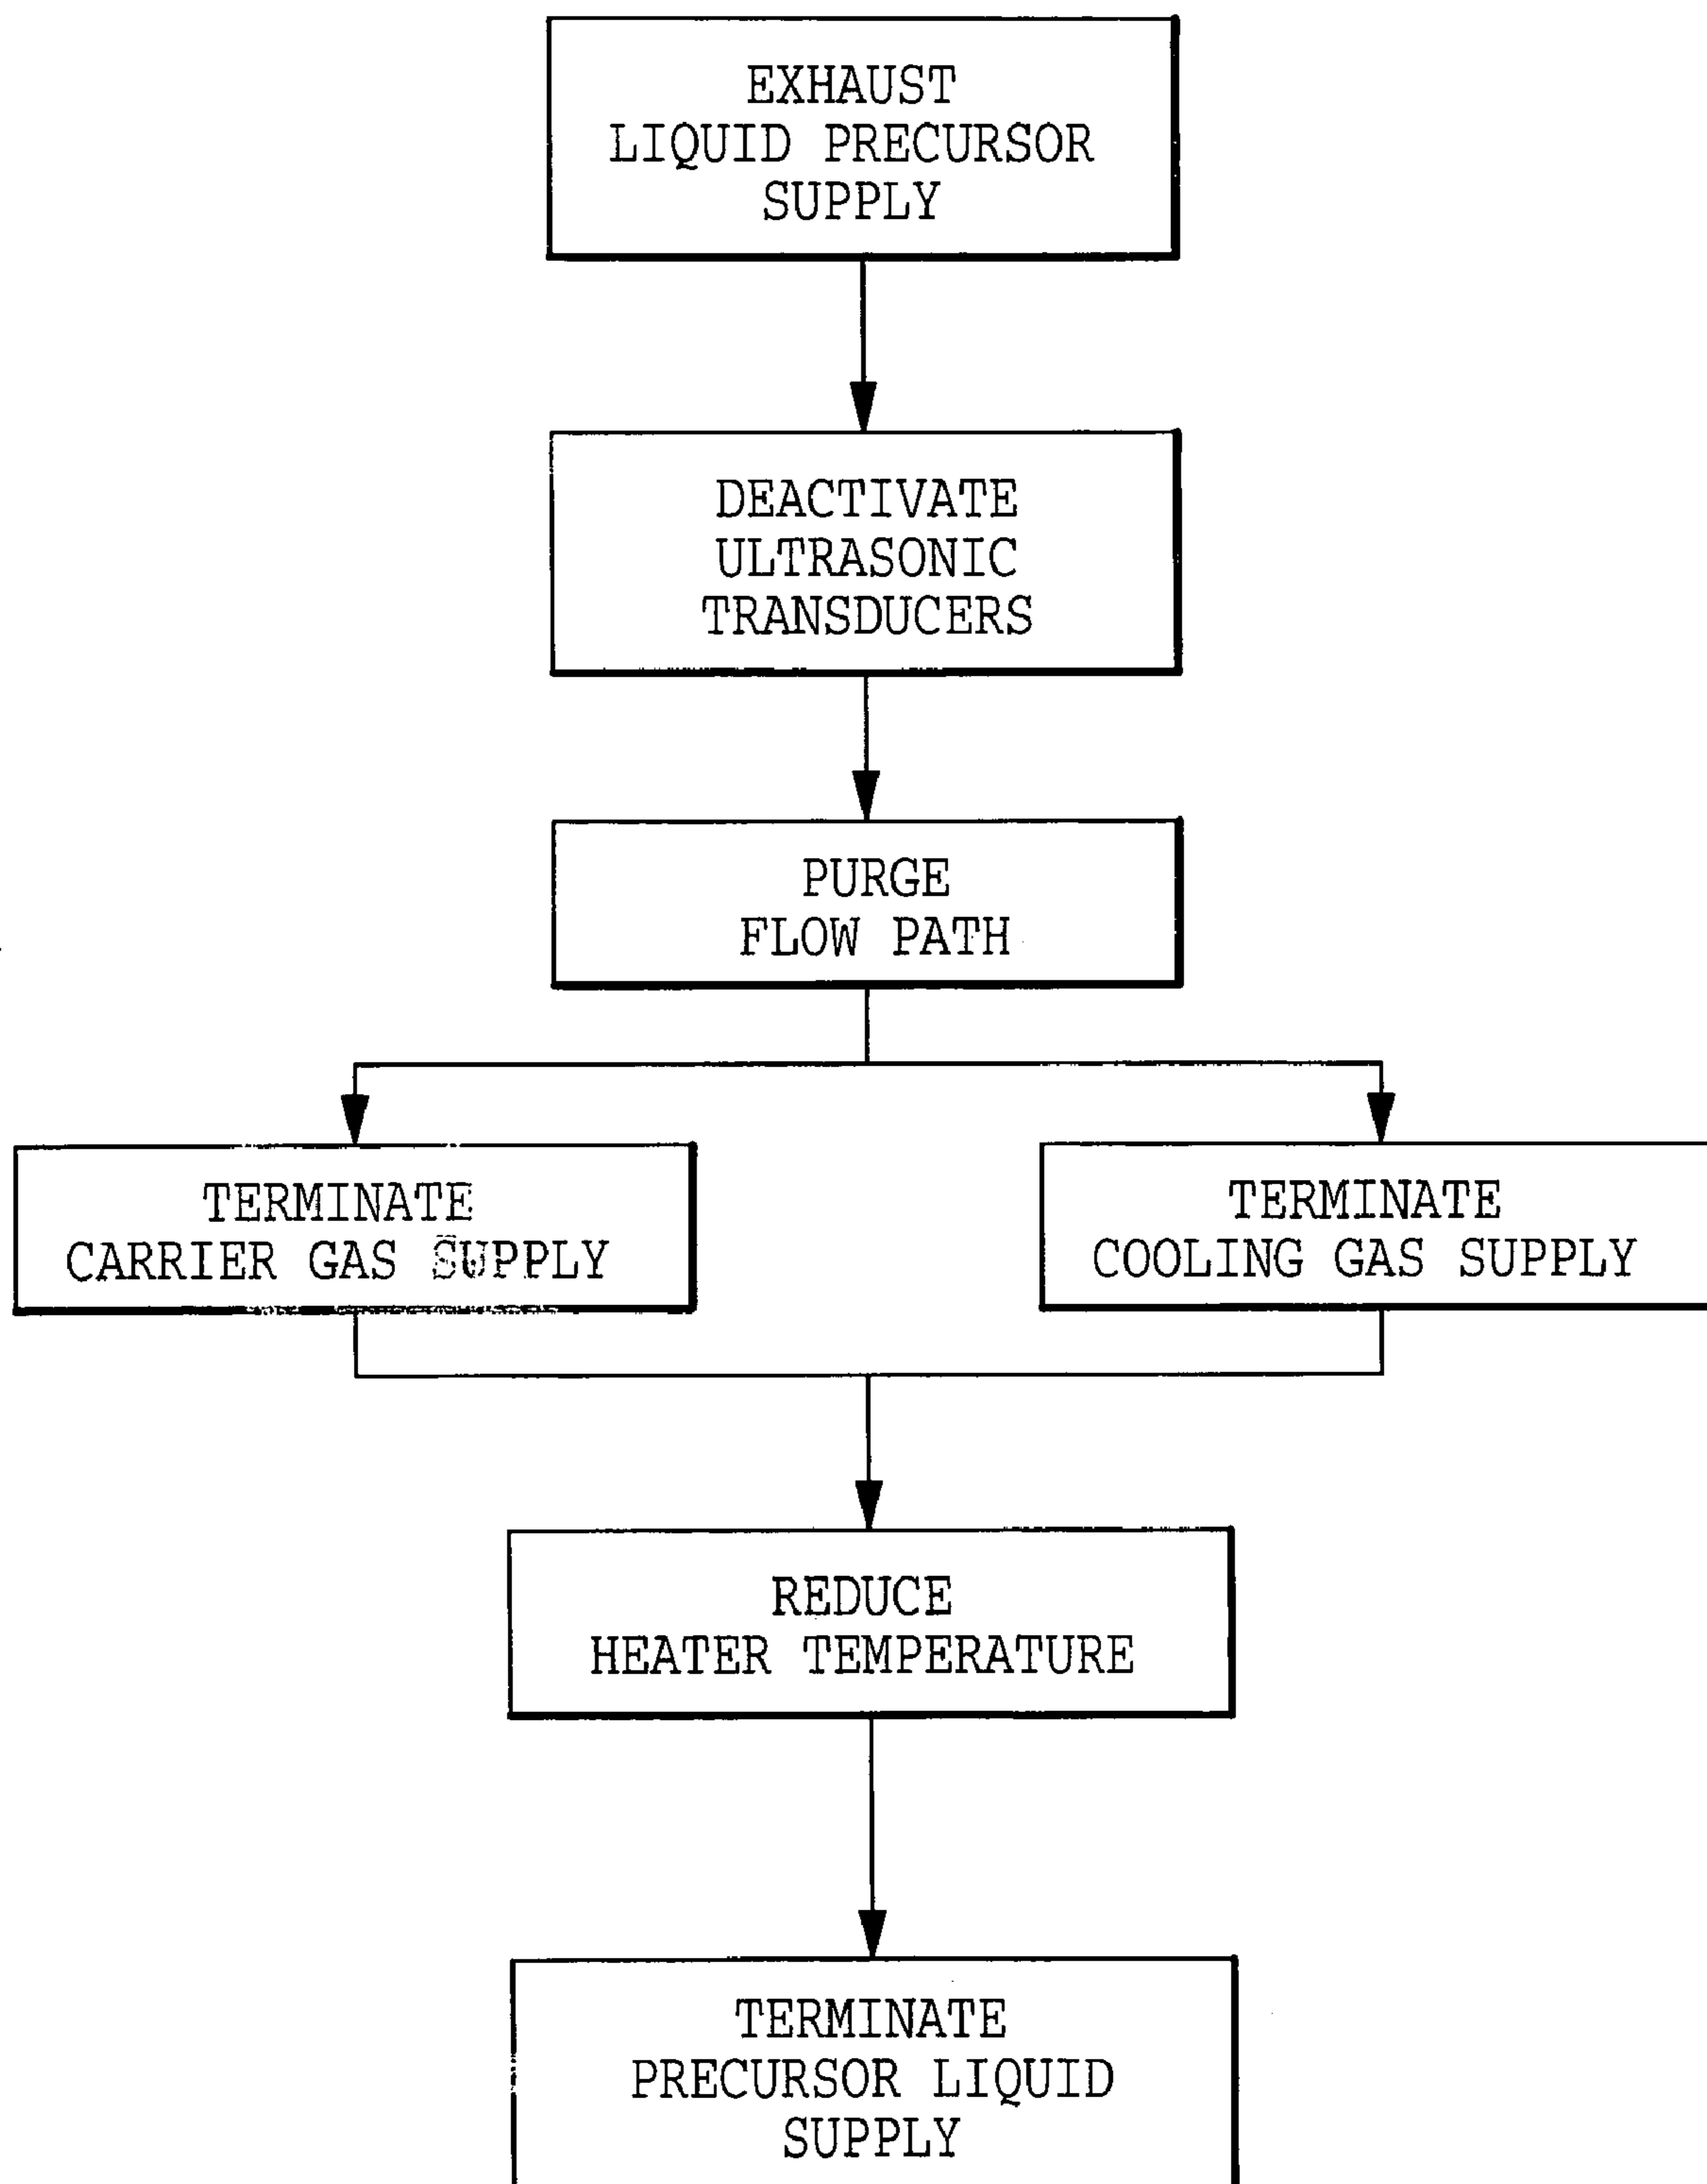 EXHAUST
LIQUID PRECURSOR
SUPPLY
DEACTIVATE
ULTRASONIC
TRANSDUCERS
PURGE
FLOW PATH
TERMINATE
CARRIER GAS SUPPLY
TERMINATE
COOLING GAS SUPPLY
REDUCE
HEATER TEMPERATURE
TERMINATE
PRECURSOR LIQUID
SUPPLY